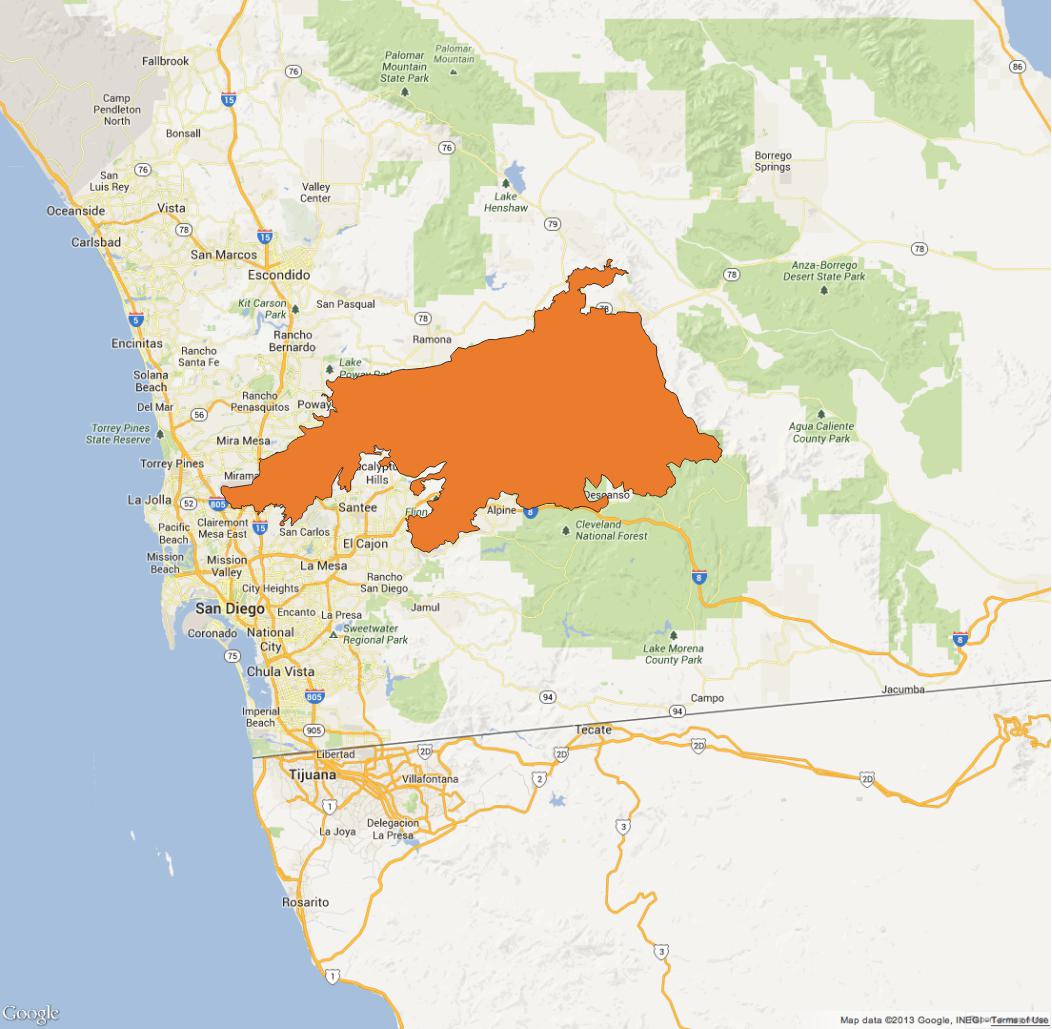 Palomar
Mountain
Palomar
Mountain
State Park
Fallbrook
76
86
15
Camp
Pendleton
North
Bonsall
76
Borrego
Springs
76
San
Luis Rey
Valley
Center
Lake
Henshaw
Oceanside
Vista
79
78
15
Carlsbad
78
San Marcos
Escondido
78
Anza-Borrego
Desert State Park
Kit Carson
Park
San Pasqual
78
78
5
Encinitas
Rancho
Bernardo
Ramona
Rancho
Santa Fe
Lake
Solana
Beach
Rancho
Penasquitos
Del Mar
Poway
56
Agua Caliente
County Park
Torrey Pines
State Reserve
Mira Mesa
Torrey Pines
Hills
La Jolla
52
805
Santee
Alpine
8
Pacific
Beach
Clairemont
Mesa East
15
San Carlos
Cleveland
National Forest
El Cajon
Mission
Beach
Mission
Valley
La Mesa
8
City Heights
Rancho
San Diego
San Diego
Encanto
La Presa
Jamul
Coronado
National
City
Sweetwater
Regional Park
8
75
Lake Morena
County Park
Chula Vista
805
94
Campo
Jacumba
94
Imperial
Beach
905
Tecate
Libertad
2D
2D
2D
Tijuana
Villafontana
2
2D
1
La Joya
Delegacion
La Presa
3
Rosarito
3
1
Google
Map data ©2013 Google, INEGI - Terms of Use